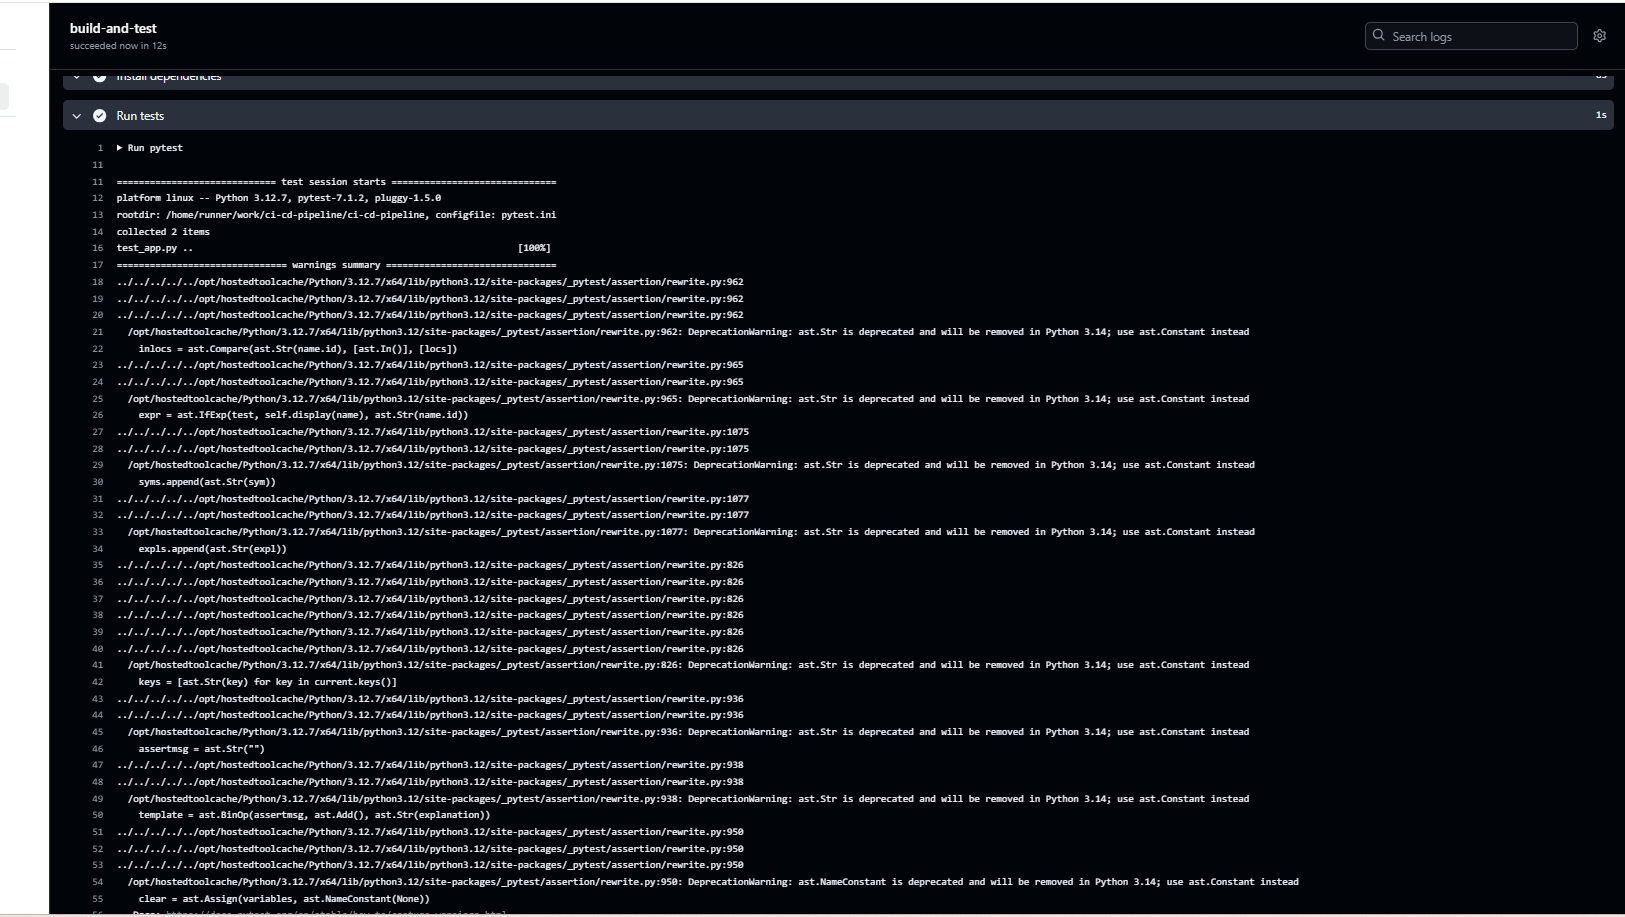 build-and-test
succeeded now in 12s
Search logs
Install dependencies
Run tests 1s
1 ▶ Run pytest
11
11 ============================= test session starts ==============================
12 platform linux -- Python 3.12.7, pytest-7.1.2, pluggy-1.5.0
13 rootdir: /home/runner/work/ci-cd-pipeline/ci-cd-pipeline, configfile: pytest.ini
14 collected 2 items
16 test_app.py .. [100%]
17 =============================== warnings summary ===============================
18 ../../../../../opt/hostedtoolcache/Python/3.12.7/x64/lib/python3.12/site-packages/_pytest/assertion/rewrite.py:962
19 ../../../../../opt/hostedtoolcache/Python/3.12.7/x64/lib/python3.12/site-packages/_pytest/assertion/rewrite.py:962
20 ../../../../../opt/hostedtoolcache/Python/3.12.7/x64/lib/python3.12/site-packages/_pytest/assertion/rewrite.py:962
21 /opt/hostedtoolcache/Python/3.12.7/x64/lib/python3.12/site-packages/_pytest/assertion/rewrite.py:962: DeprecationWarning: ast.Str is deprecated and will be removed in Python 3.14; use ast.Constant instead
22 inlocs = ast.Compare(ast.Str(name.id), [ast.In()], [locs])
23 ../../../../../opt/hostedtoolcache/Python/3.12.7/x64/lib/python3.12/site-packages/_pytest/assertion/rewrite.py:965
24 ../../../../../opt/hostedtoolcache/Python/3.12.7/x64/lib/python3.12/site-packages/_pytest/assertion/rewrite.py:965
25 /opt/hostedtoolcache/Python/3.12.7/x64/lib/python3.12/site-packages/_pytest/assertion/rewrite.py:965: DeprecationWarning: ast.Str is deprecated and will be removed in Python 3.14; use ast.Constant instead
26 expr = ast.IfExp(test, self.display(name), ast.Str(name.id))
27 ../../../../../opt/hostedtoolcache/Python/3.12.7/x64/lib/python3.12/site-packages/_pytest/assertion/rewrite.py:1075
28 ../../../../../opt/hostedtoolcache/Python/3.12.7/x64/lib/python3.12/site-packages/_pytest/assertion/rewrite.py:1075
29 /opt/hostedtoolcache/Python/3.12.7/x64/lib/python3.12/site-packages/_pytest/assertion/rewrite.py:1075: DeprecationWarning: ast.Str is deprecated and will be removed in Python 3.14; use ast.Constant instead
30 syms.append(ast.Str(sym))
31 ../../../../../opt/hostedtoolcache/Python/3.12.7/x64/lib/python3.12/site-packages/_pytest/assertion/rewrite.py:1077
32 ../../../../../opt/hostedtoolcache/Python/3.12.7/x64/lib/python3.12/site-packages/_pytest/assertion/rewrite.py:1077
33 /opt/hostedtoolcache/Python/3.12.7/x64/lib/python3.12/site-packages/_pytest/assertion/rewrite.py:1077: DeprecationWarning: ast.Str is deprecated and will be removed in Python 3.14; use ast.Constant instead
34 expls.append(ast.Str(expl))
35 ../../../../../opt/hostedtoolcache/Python/3.12.7/x64/lib/python3.12/site-packages/_pytest/assertion/rewrite.py:826
36 ../../../../../opt/hostedtoolcache/Python/3.12.7/x64/lib/python3.12/site-packages/_pytest/assertion/rewrite.py:826
37 ../../../../../opt/hostedtoolcache/Python/3.12.7/x64/lib/python3.12/site-packages/_pytest/assertion/rewrite.py:826
38 ../../../../../opt/hostedtoolcache/Python/3.12.7/x64/lib/python3.12/site-packages/_pytest/assertion/rewrite.py:826
39 ../../../../../opt/hostedtoolcache/Python/3.12.7/x64/lib/python3.12/site-packages/_pytest/assertion/rewrite.py:826
40 ../../../../../opt/hostedtoolcache/Python/3.12.7/x64/lib/python3.12/site-packages/_pytest/assertion/rewrite.py:826
41 /opt/hostedtoolcache/Python/3.12.7/x64/lib/python3.12/site-packages/_pytest/assertion/rewrite.py:826: DeprecationWarning: ast.Str is deprecated and will be removed in Python 3.14; use ast.Constant instead
42 keys = [ast.Str(key) for key in current.keys()]
43 ../../../../../opt/hostedtoolcache/Python/3.12.7/x64/lib/python3.12/site-packages/_pytest/assertion/rewrite.py:936
44 ../../../../../opt/hostedtoolcache/Python/3.12.7/x64/lib/python3.12/site-packages/_pytest/assertion/rewrite.py:936
45 /opt/hostedtoolcache/Python/3.12.7/x64/lib/python3.12/site-packages/_pytest/assertion/rewrite.py:936: DeprecationWarning: ast.Str is deprecated and will be removed in Python 3.14; use ast.Constant instead
46 assertmsg = ast.Str("")
47 ../../../../../opt/hostedtoolcache/Python/3.12.7/x64/lib/python3.12/site-packages/_pytest/assertion/rewrite.py:938
48 ../../../../../opt/hostedtoolcache/Python/3.12.7/x64/lib/python3.12/site-packages/_pytest/assertion/rewrite.py:938
49 /opt/hostedtoolcache/Python/3.12.7/x64/lib/python3.12/site-packages/_pytest/assertion/rewrite.py:938: DeprecationWarning: ast.Str is deprecated and will be removed in Python 3.14; use ast.Constant instead
50 template = ast.BinOp(assertmsg, ast.Add(), ast.Str(explanation))
51 ../../../../../opt/hostedtoolcache/Python/3.12.7/x64/lib/python3.12/site-packages/_pytest/assertion/rewrite.py:950
52 ../../../../../opt/hostedtoolcache/Python/3.12.7/x64/lib/python3.12/site-packages/_pytest/assertion/rewrite.py:950
53 ../../../../../opt/hostedtoolcache/Python/3.12.7/x64/lib/python3.12/site-packages/_pytest/assertion/rewrite.py:950
54 /opt/hostedtoolcache/Python/3.12.7/x64/lib/python3.12/site-packages/_pytest/assertion/rewrite.py:950: DeprecationWarning: ast.NameConstant is deprecated and will be removed in Python 3.14; use ast.Constant instead
55 clear = ast.Assign(variables, ast.NameConstant(None))